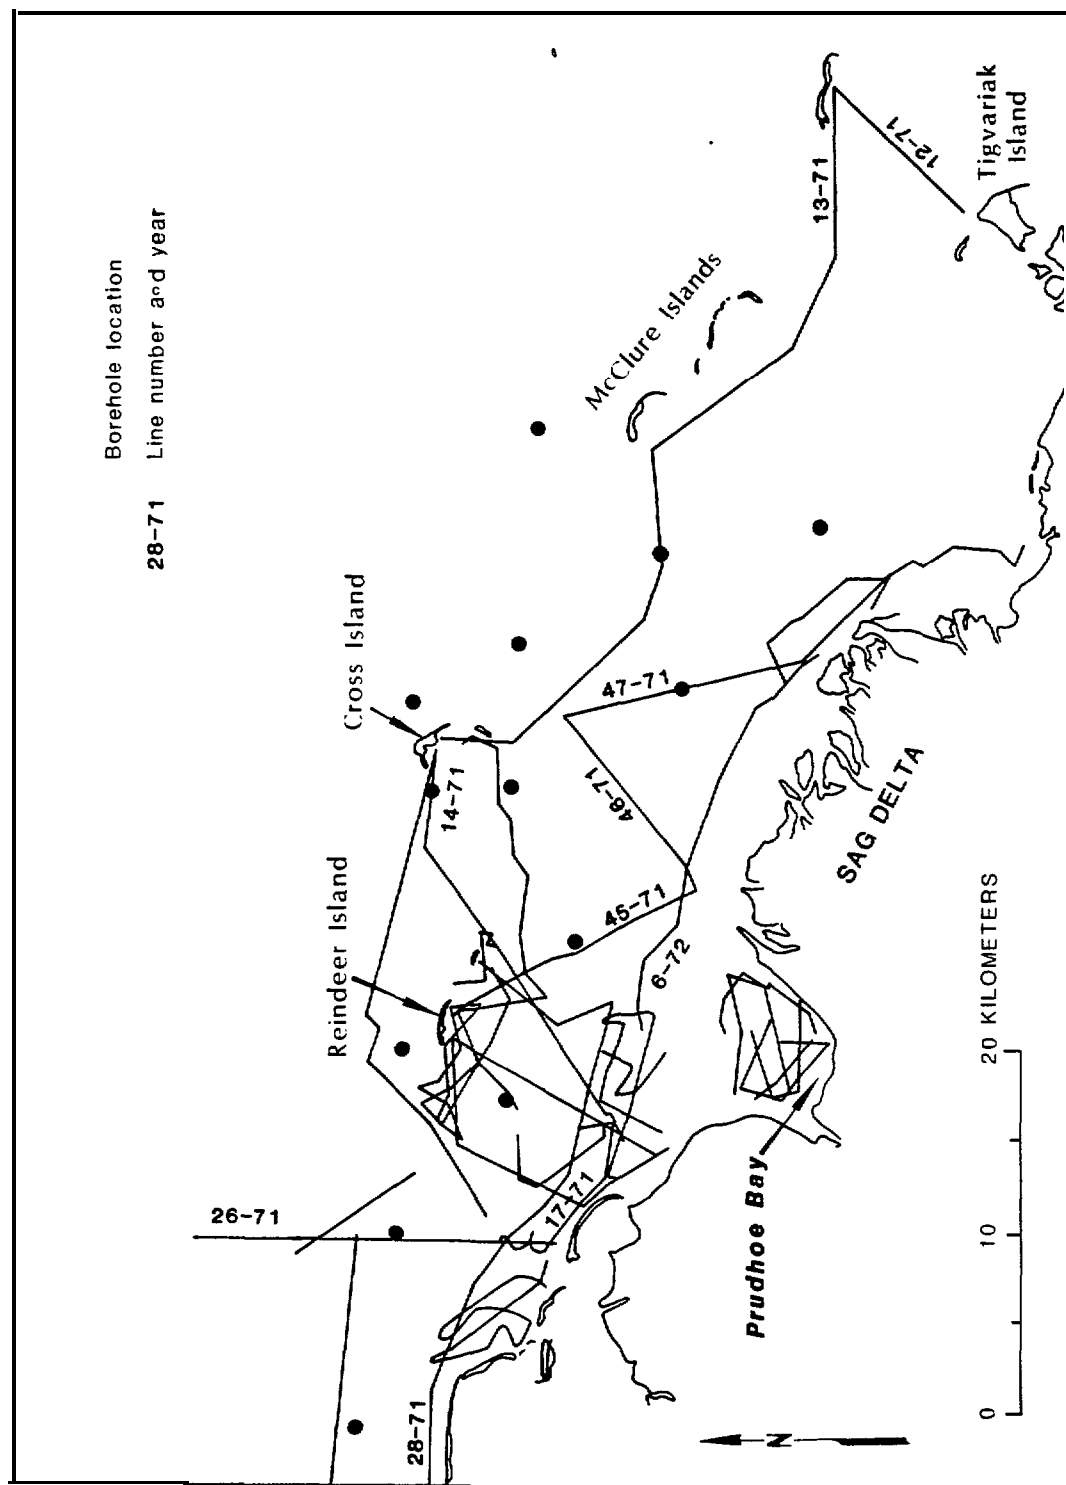 Borehole location
28-71 Line number and year
Cross Island
Reindeer Island
McClure Islands
Tigvariak
Island
12-71
13-71
47-71
46-71
14-71
45-71
6-72
SAG DELTA
26-71
17-71
28-71
Prudhoe Bay
N
0 10 20 KILOMETERS